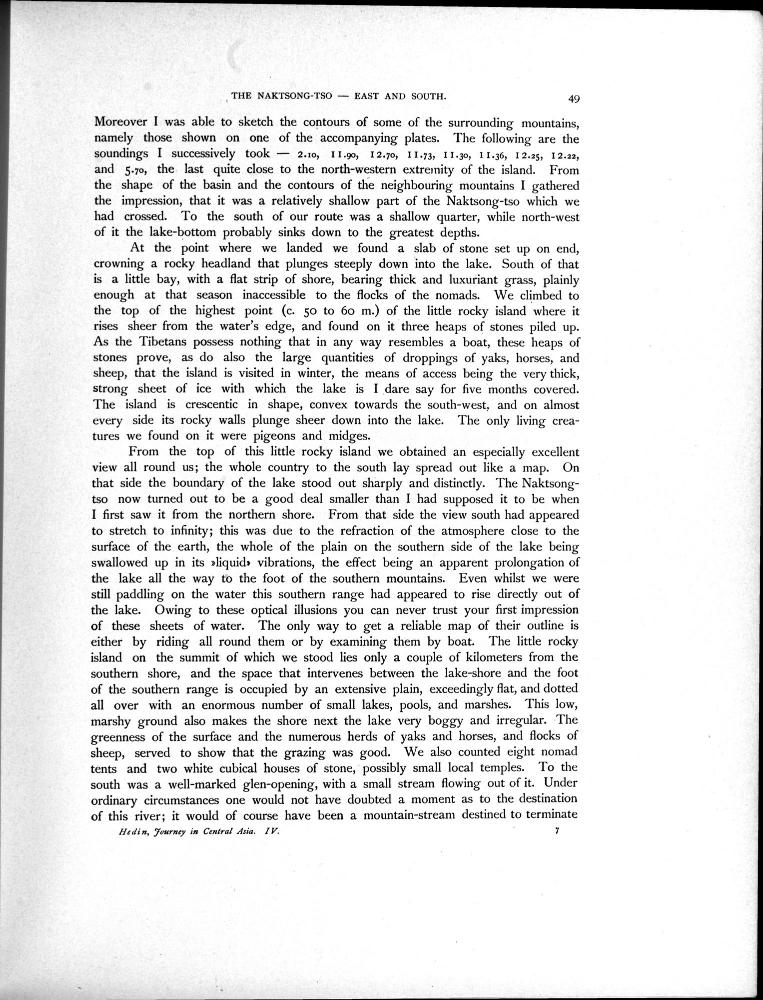 THE NAKTSONG-TSO — EAST AND SOUTH. 49
Moreover I was able to sketch the contours of some of the surrounding mountains,
namely those shown on one of the accompanying plates. The following are the
soundings I successively took — 2.10, 11.90, 12.70, 11.73, 11.30, 11.36, 12.25, 12.22,
and 5.70, the last quite close to the north-western extremity of the island. From
the shape of the basin and the contours of the neighbouring mountains I gathered
the impression, that it was a relatively shallow part of the Naktsong-tso which we
had crossed. To the south of our route was a shallow quarter, while north-west
of it the lake-bottom probably sinks down to the greatest depths.
At the point where we landed we found a slab of stone set up on end,
crowning a rocky headland that plunges steeply down into the lake. South of that
is a little bay, with a flat strip of shore, bearing thick and luxuriant grass, plainly
enough at that season inaccessible to the flocks of the nomads. We climbed to
the top of the highest point (c. 50 to 60 m.) of the little rocky island where it
rises sheer from the water's edge, and found on it three heaps of stones piled up.
As the Tibetans possess nothing that in any way resembles a boat, these heaps of
stones prove, as do also the large quantities of droppings of yaks, horses, and
sheep, that the island is visited in winter, the means of access being the very thick,
strong sheet of ice with which the lake is I dare say for five months covered.
The island is crescentic in shape, convex towards the south-west, and on almost
every side its rocky walls plunge sheer down into the lake. The only living crea-
tures we found on it were pigeons and midges.
From the top of this little rocky island we obtained an especially excellent
view all round us; the whole country to the south lay spread out like a map. On
that side the boundary of the lake stood out sharply and distinctly. The Naktsong-
tso now turned out to be a good deal smaller than I had supposed it to be when
I first saw it from the northern shore. From that side the view south had appeared
to stretch to infinity; this was due to the refraction of the atmosphere close to the
surface of the earth, the whole of the plain on the southern side of the lake being
swallowed up in its »liquid» vibrations, the effect being an apparent prolongation of
the lake all the way to the foot of the southern mountains. Even whilst we were
still paddling on the water this southern range had appeared to rise directly out of
the lake. Owing to these optical illusions you can never trust your first impression
of these sheets of water. The only way to get a reliable map of their outline is
either by riding all round them or by examining them by boat. The little rocky
island on the summit of which we stood lies only a couple of kilometers from the
southern shore, and the space that intervenes between the lake-shore and the foot
of the southern range is occupied by an extensive plain, exceedingly flat, and dotted
all over with an enormous number of small lakes, pools, and marshes. This low,
marshy ground also makes the shore next the lake very boggy and irregular. The
greenness of the surface and the numerous herds of yaks and horses, and flocks of
sheep, served to show that the grazing was good. We also counted eight nomad
tents and two white cubical houses of stone, possibly small local temples. To the
south was a well-marked glen-opening, with a small stream flowing out of it. Under
ordinary circumstances one would not have doubted a moment as to the destination
of this river; it would of course have been a mountain-stream destined to terminate
Hedin, Journey in Central Asia. IV. 7